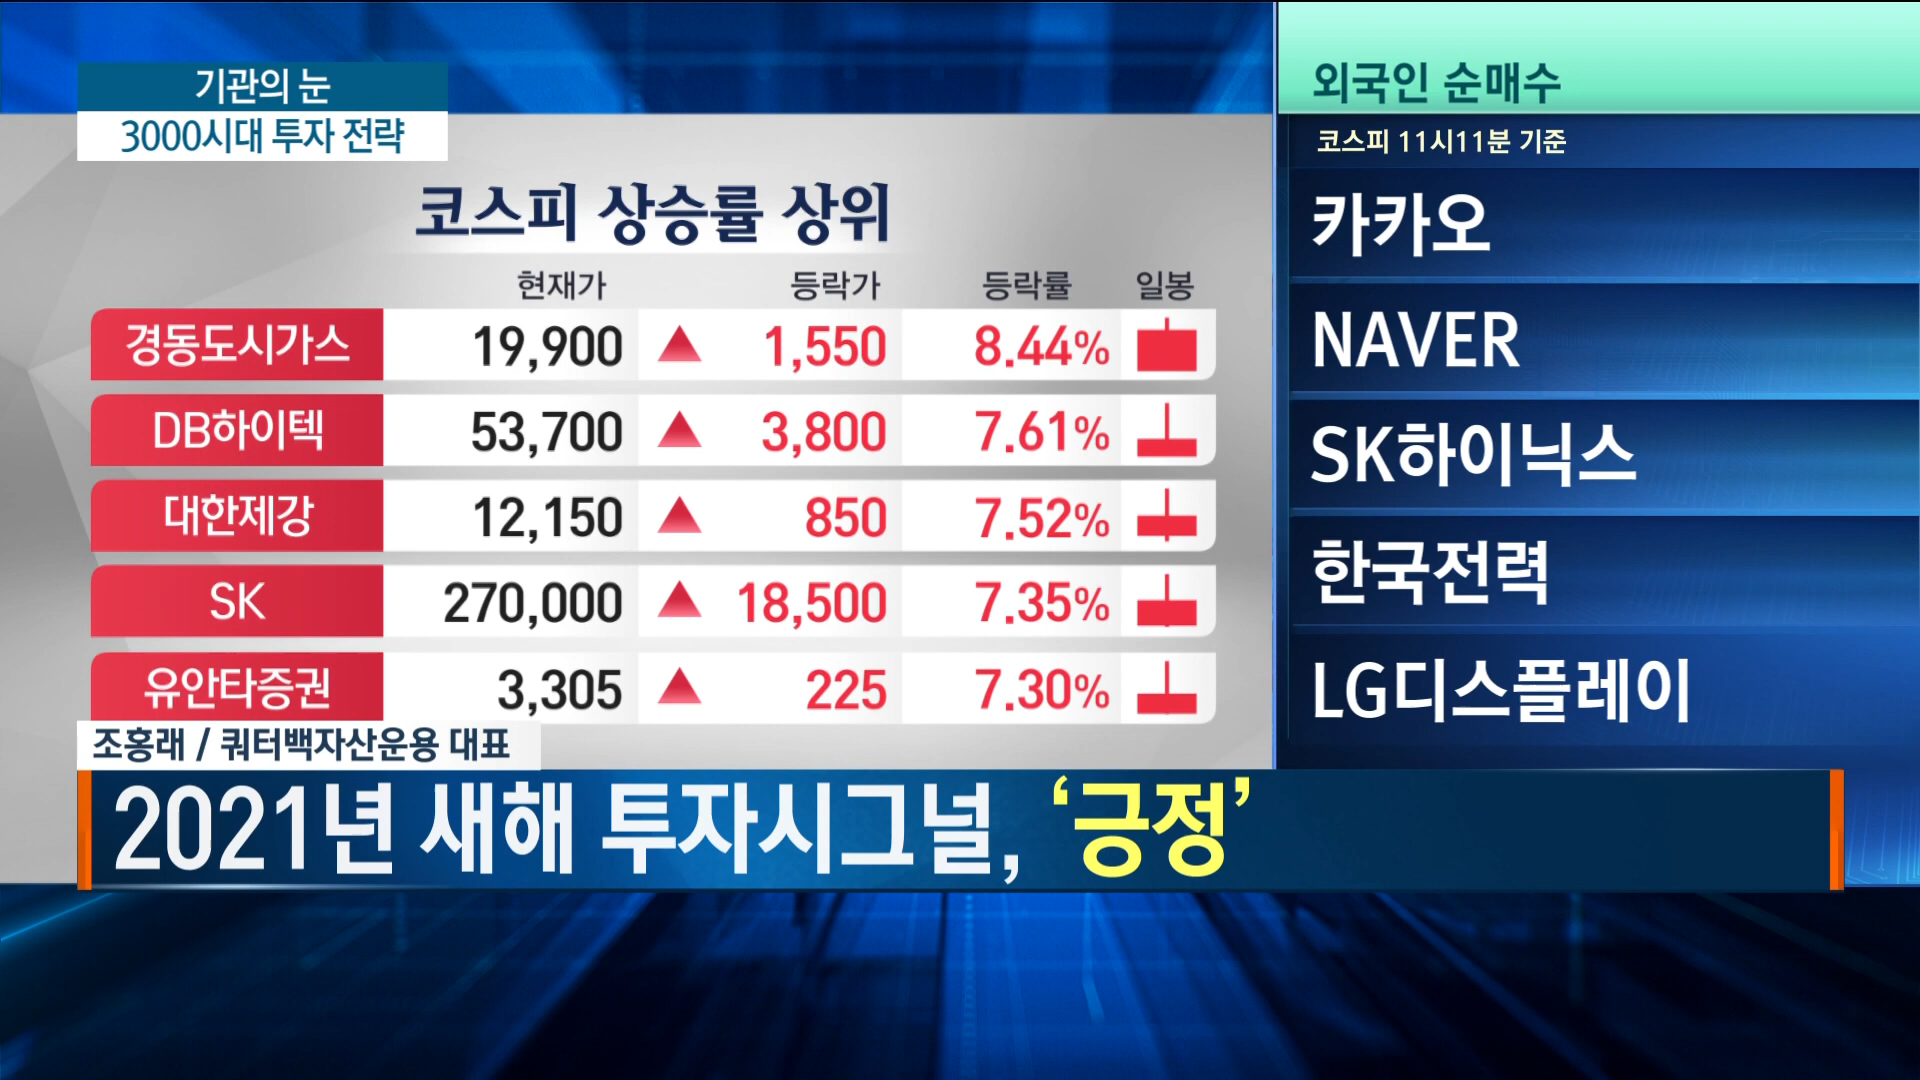 기관의 눈
3000시대 투자 전략
코스피 상승률 상위
현재가 등락가 등락률 일봉
경동도시가스 19,900 ▲ 1,550 8.44%
DB하이텍 53,700 ▲ 3,800 7.61%
대한제강 12,150 ▲ 850 7.52%
SK 270,000 ▲ 18,500 7.35%
유안타증권 3,305 ▲ 225 7.30%
조홍래 / 쿼터백자산운용 대표
2021년 새해 투자시그널, ‘긍정’
외국인 순매수
코스피 11시11분 기준
카카오
NAVER
SK하이닉스
한국전력
LG디스플레이